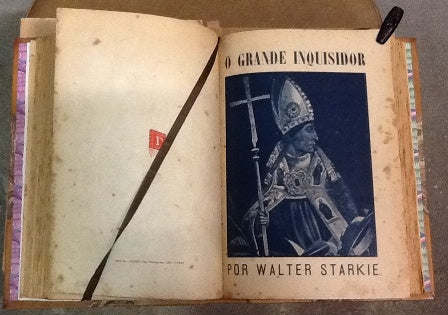 O GRANDE INQUISIDOR
POR WALTER STARKIE